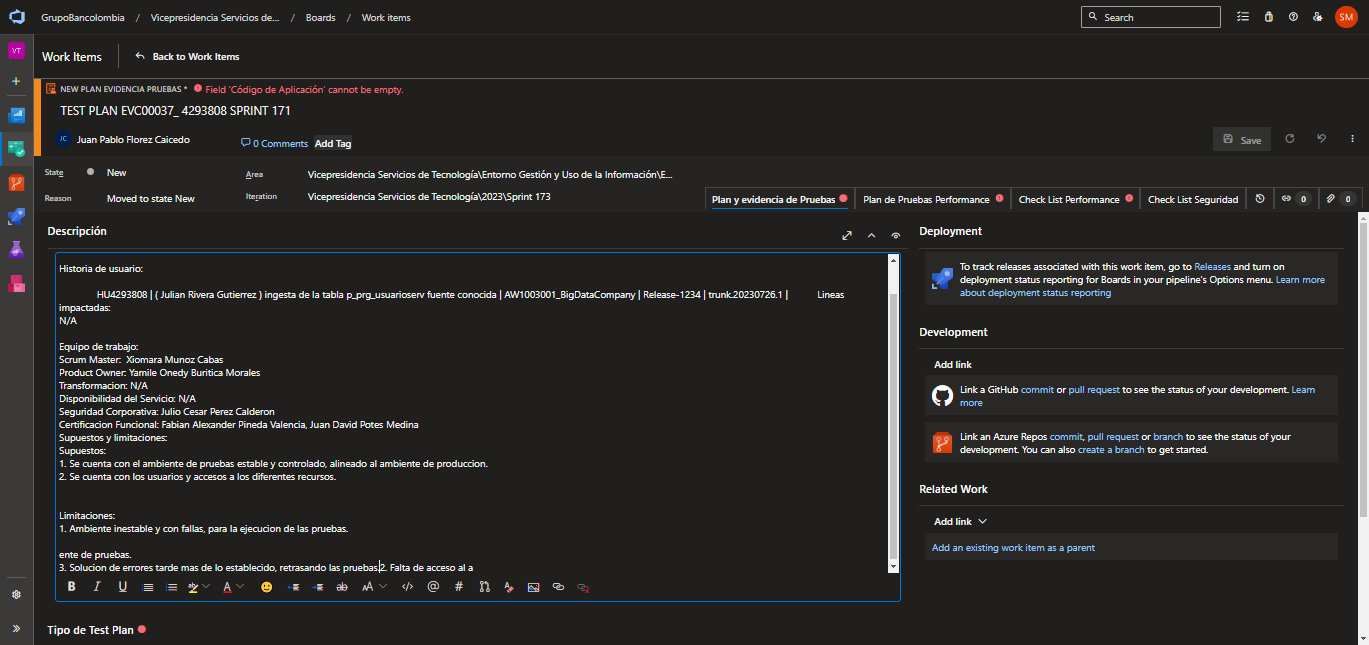 GrupoBancolombia / Vicepresidencia Servicios de... / Boards / Work items
Search
SM
VT
Work Items
Back to Work Items
NEW PLAN EVIDENCIA PRUEBAS * Field 'Código de Aplicación' cannot be empty.
TEST PLAN EVC00037_ 4293808 SPRINT 171
JC Juan Pablo Florez Caicedo
0 Comments
Add Tag
Save
State
New
Area
Vicepresidencia Servicios de Tecnología\Entorno Gestión y Uso de la Información\E...
Reason
Moved to state New
Iteration
Vicepresidencia Servicios de Tecnología\2023\Sprint 173
Plan y evidencia de Pruebas
Plan de Pruebas Performance
Check List Performance
Check List Seguridad
0
0
Descripción
Historia de usuario:
HU4293808 | ( Julian Rivera Gutierrez ) ingesta de la tabla p_prg_usuarioserv fuente conocida | AW1003001_BigDataCompany | Release-1234 | trunk.20230726.1 | Lineas
impactadas:
N/A
Equipo de trabajo:
Scrum Master: Xiomara Munoz Cabas
Product Owner: Yamile Onedy Buritica Morales
Transformacion: N/A
Disponibilidad del Servicio: N/A
Seguridad Corporativa: Julio Cesar Perez Calderon
Certificacion Funcional: Fabian Alexander Pineda Valencia, Juan David Potes Medina
Supuestos y limitaciones:
Supuestos:
1. Se cuenta con el ambiente de pruebas estable y controlado, alineado al ambiente de produccion.
2. Se cuenta con los usuarios y accesos a los diferentes recursos.
Limitaciones:
1. Ambiente inestable y con fallas, para la ejecucion de las pruebas.
ente de pruebas.
3. Solucion de errores tarde mas de lo establecido, retrasando las pruebas.2. Falta de acceso al a
Tipo de Test Plan
Deployment
To track releases associated with this work item, go to Releases and turn on
deployment status reporting for Boards in your pipeline's Options menu. Learn more
about deployment status reporting
Development
Add link
Link a GitHub commit or pull request to see the status of your development. Learn
more
Link an Azure Repos commit, pull request or branch to see the status of your
development. You can also create a branch to get started.
Related Work
Add link
Add an existing work item as a parent